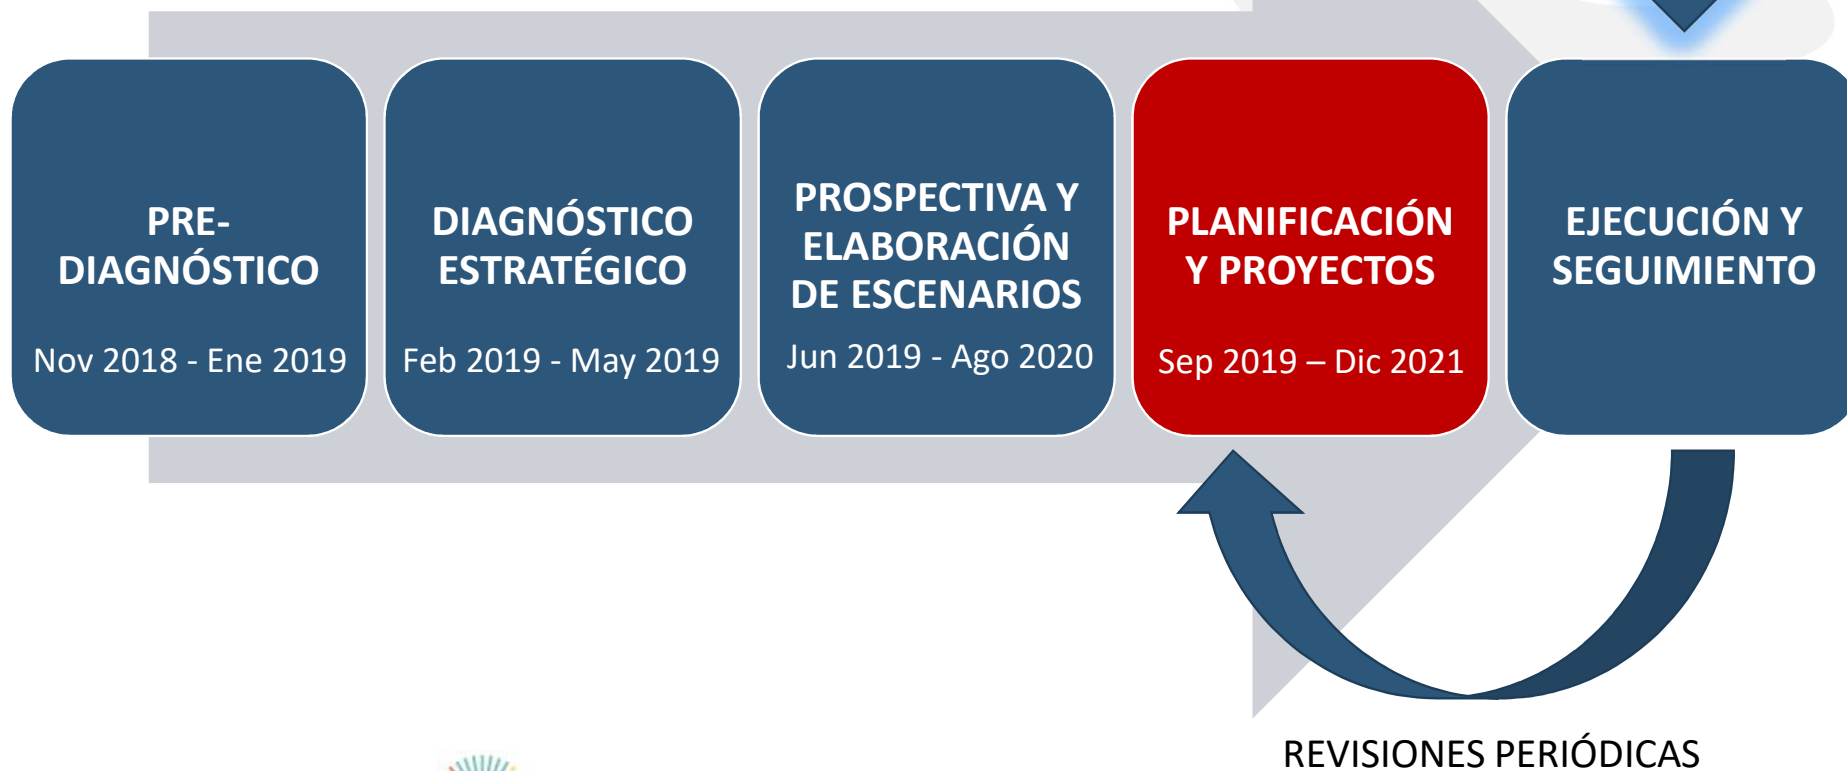 PRE-
DIAGNÓSTICO
Nov 2018 - Ene 2019
DIAGNÓSTICO
ESTRATÉGICO
Feb 2019 - May 2019
PROSPECTIVA Y
ELABORACIÓN
DE ESCENARIOS
Jun 2019 - Ago 2020
PLANIFICACIÓN
Y PROYECTOS
Sep 2019 – Dic 2021
EJECUCIÓN Y
SEGUIMIENTO
REVISIONES PERIÓDICAS